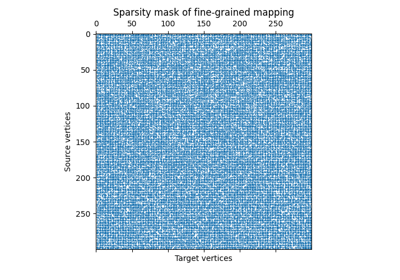 Sparsity mask of fine-grained mapping
0 50 100 150 200 250
0
50
100
150
200
250
Source vertices
Target vertices